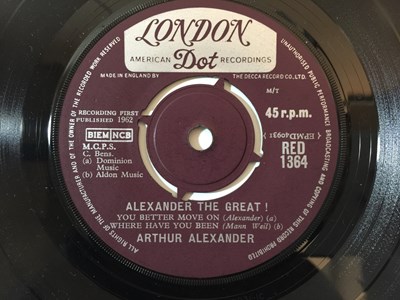 LONDON
AMERICAN Dot RECORDINGS
MADE IN ENGLAND BY THE DECCA RECORD CO. LTD.
M/T
RECORDING FIRST
PUBLISHED 1962
45 r.p.m.
BIEM NCB
M.C.P.S.
C. Bens.
(a) Dominion
Music
(b) Aldon Music
RED
1364
ALEXANDER THE GREAT !
YOU BETTER MOVE ON (Alexander) (a)
WHERE HAVE YOU BEEN (Mann Weil) (b)
ARTHUR ALEXANDER
ALL RIGHTS OF THE MANUFACTURER AND OF THE OWNER OF THE RECORDED WORK RESERVED
UNAUTHORISED PUBLIC PERFORMANCE BROADCASTING AND COPYING OF THIS RECORD PROHIBITED